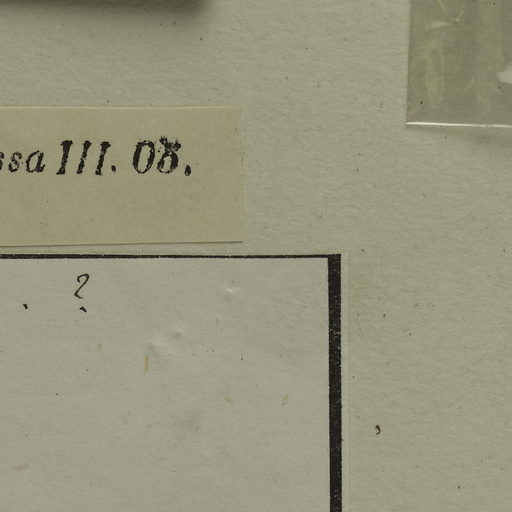 ssa III. 08.
. ?